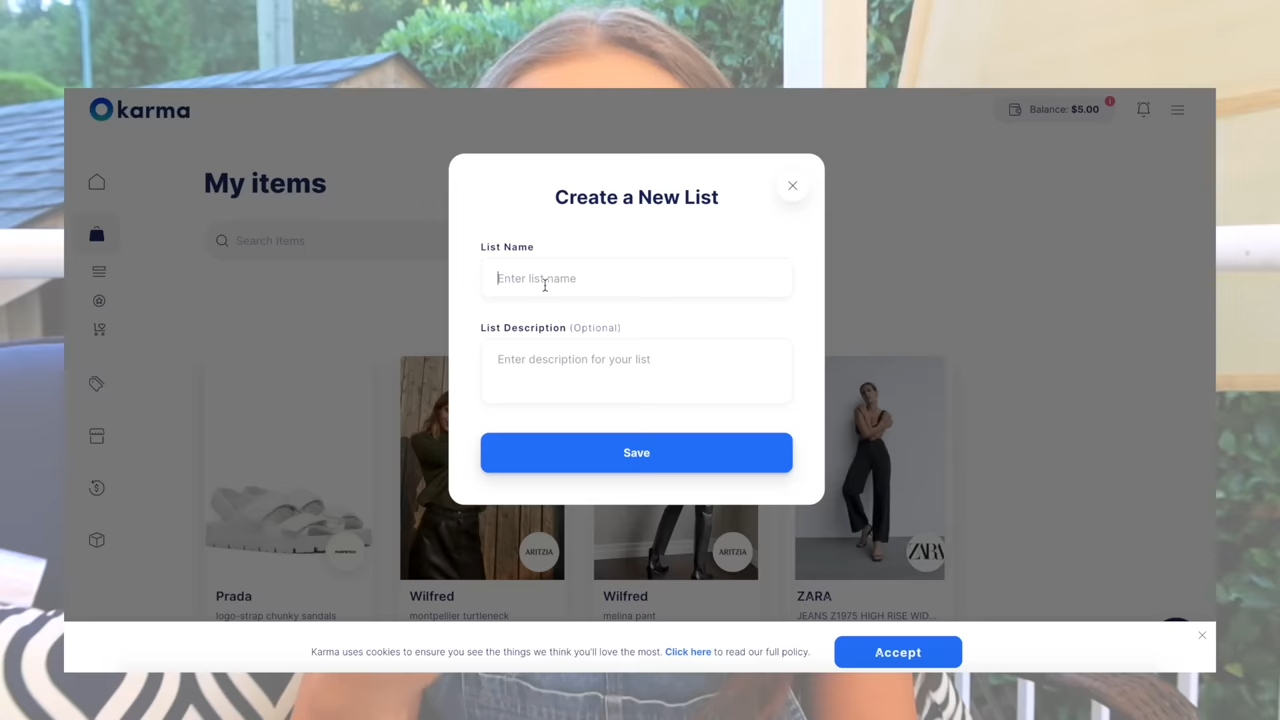 karma
Balance: $5.00
My items
Search Items
Create a New List
List Name
Enter list name
List Description (Optional)
Enter description for your list
Save
ARITZIA
ARITZIA
ZARA
Prada
Wilfred
Wilfred
ZARA
logo-strap chunky sandals
montpellier turtleneck
melina pant
JEANS Z1975 HIGH RISE WID...
Karma uses cookies to ensure you see the things we think you'll love the most. Click here to read our full policy.
Accept